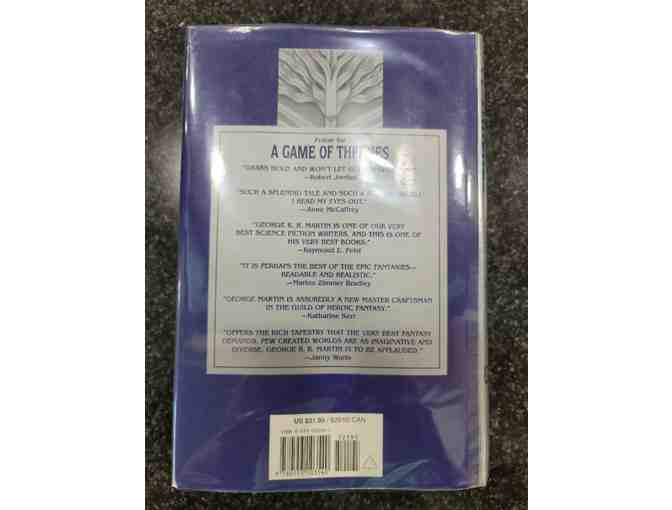 Praise for
A GAME OF THRONES
"GRABS HOLD AND WON'T LET
—Robert Jordan
"SUCH A SPLENDID TALE AND SUCH A
I READ MY EYES OUT."
—Anne McCaffrey
"GEORGE R. R. MARTIN IS ONE OF OUR VERY
BEST SCIENCE FICTION WRITERS, AND THIS IS ONE OF
HIS VERY BEST BOOKS."
—Raymond E. Feist
"IT IS PERHAPS THE BEST OF THE EPIC FANTASIES—
READABLE AND REALISTIC."
—Marion Zimmer Bradley
"GEORGE MARTIN IS ASSUREDLY A NEW MASTER CRAFTSMAN
IN THE GUILD OF HEROIC FANTASY."
—Katharine Kerr
"OFFERS THE RICH TAPESTRY THAT THE VERY BEST FANTASY
DEMANDS. FEW CREATED WORLDS ARE AS IMAGINATIVE AND
DIVERSE. GEORGE R. R. MARTIN IS TO BE APPLAUDED."
—Janny Wurts
ISBN